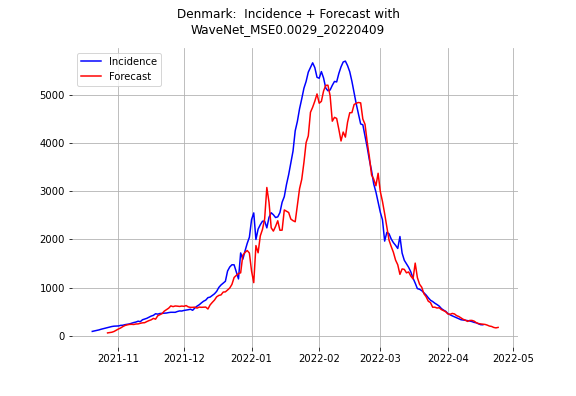 Denmark:  Incidence + Forecast with
WaveNet_MSE0.0029_20220409
Incidence
Forecast
5000
4000
3000
2000
1000
0
2021-11 2021-12 2022-01 2022-02 2022-03 2022-04 2022-05